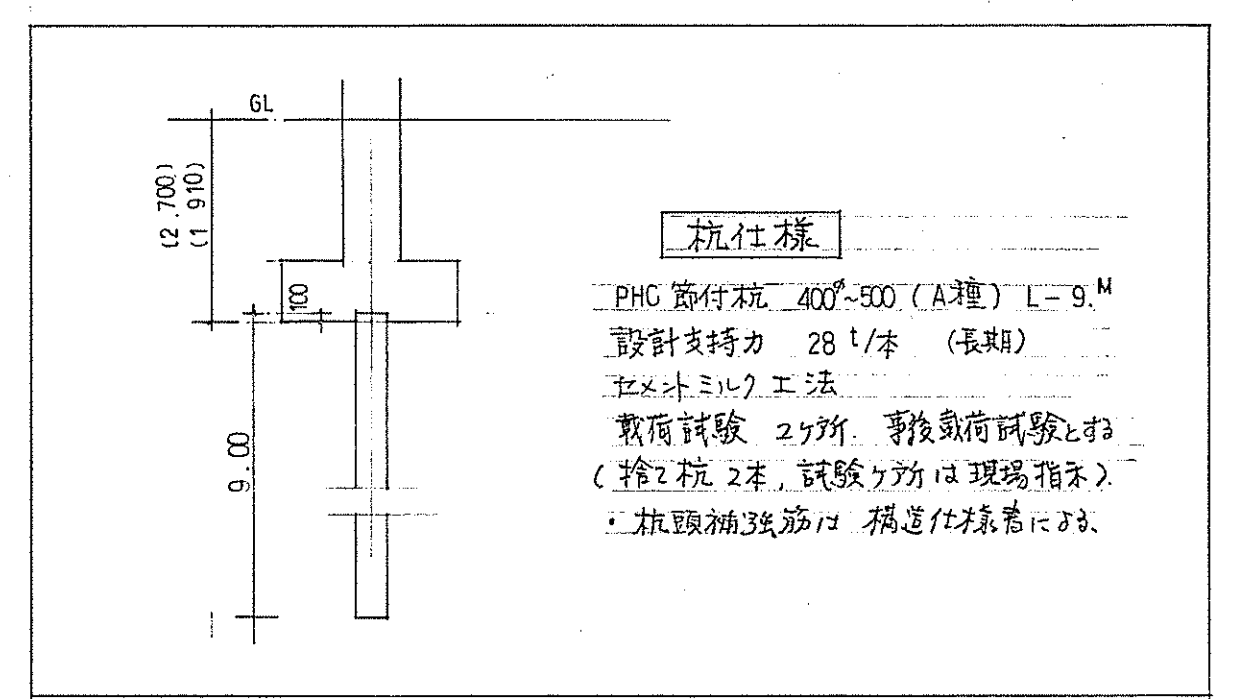 GL
(2.700)
(1 910)
100
9.00
杭仕様
PHC 節付杭 400φ~500 (A種) L- 9.M
設計支持力 28 t/本 (長期)
セメントミルク工法
載荷試験 2ヶ所. 事後載荷試験とする
(捨て杭 2本, 試験ヶ所は現場指示).
・杭頭補強筋は 構造仕様書による、